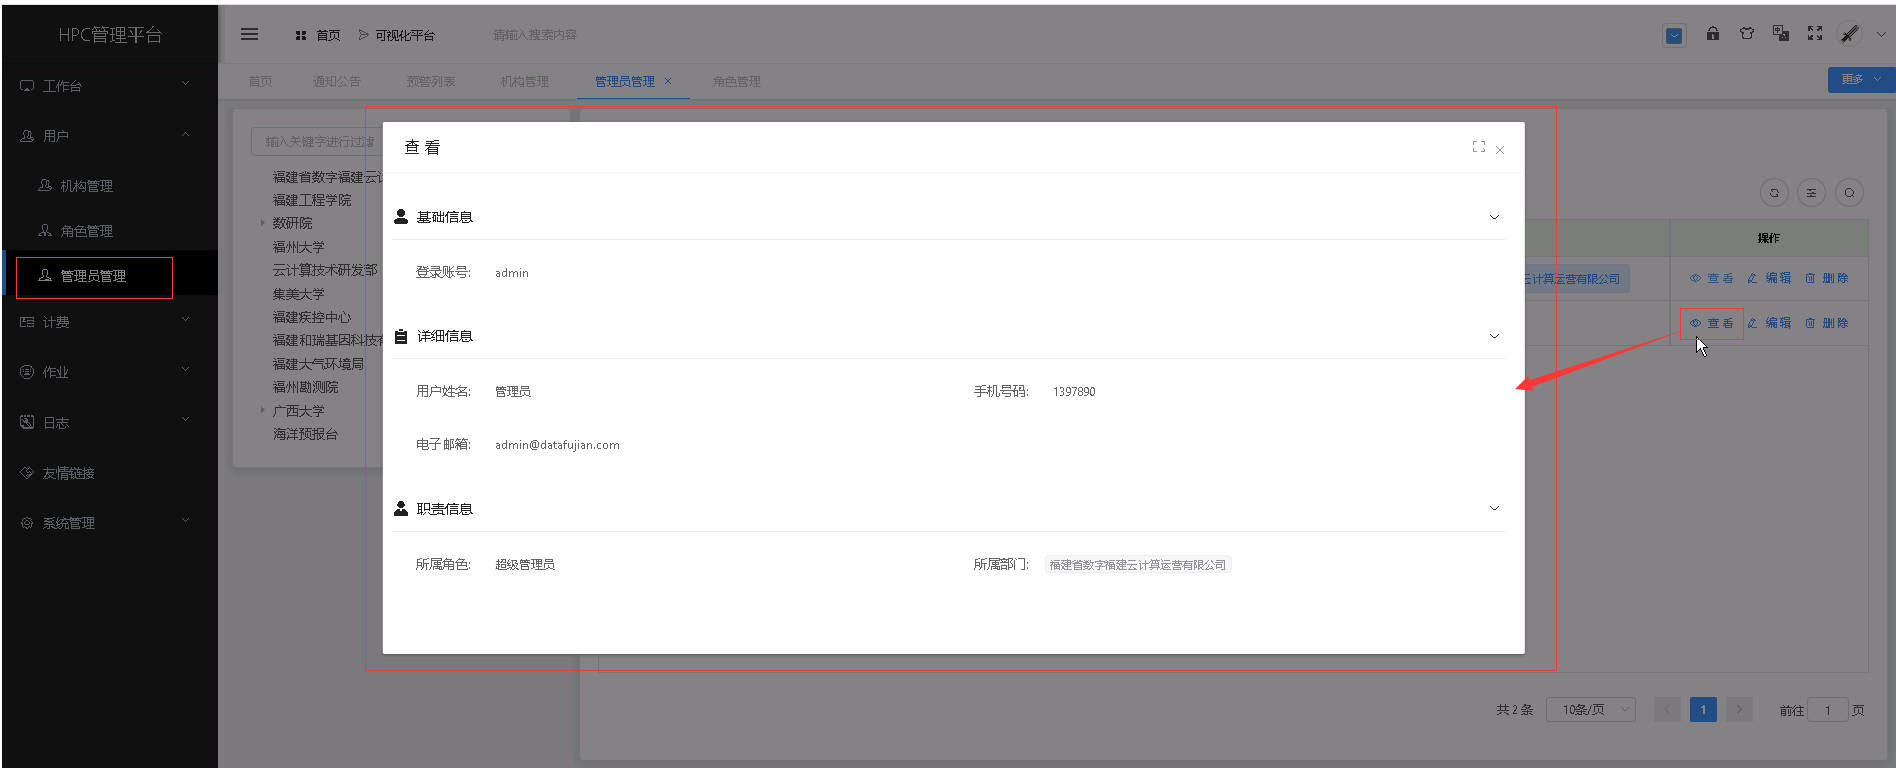 HPC管理平台
首页
可视化平台
请输入搜索内容
首页
通知公告
预警列表
机构管理
管理员管理
角色管理
更多
工作台
用户
机构管理
角色管理
管理员管理
计费
作业
日志
友情链接
系统管理
输入关键字进行过滤
福建省数字福建云计
福建工程学院
数研院
福州大学
云计算技术研发部
集美大学
福建疾控中心
福建和瑞基因科技有
福建大气环境局
福州勘测院
广西大学
海洋预报台
查 看
基础信息
登录账号: admin
详细信息
用户姓名: 管理员
手机号码: 1397890
电子邮箱: admin@datafujian.com
职责信息
所属角色: 超级管理员
所属部门: 福建省数字福建云计算运营有限公司
操作
云计算运营有限公司
查看 编辑 删除
查看 编辑 删除
共 2 条
10条/页
1
前往 1 页